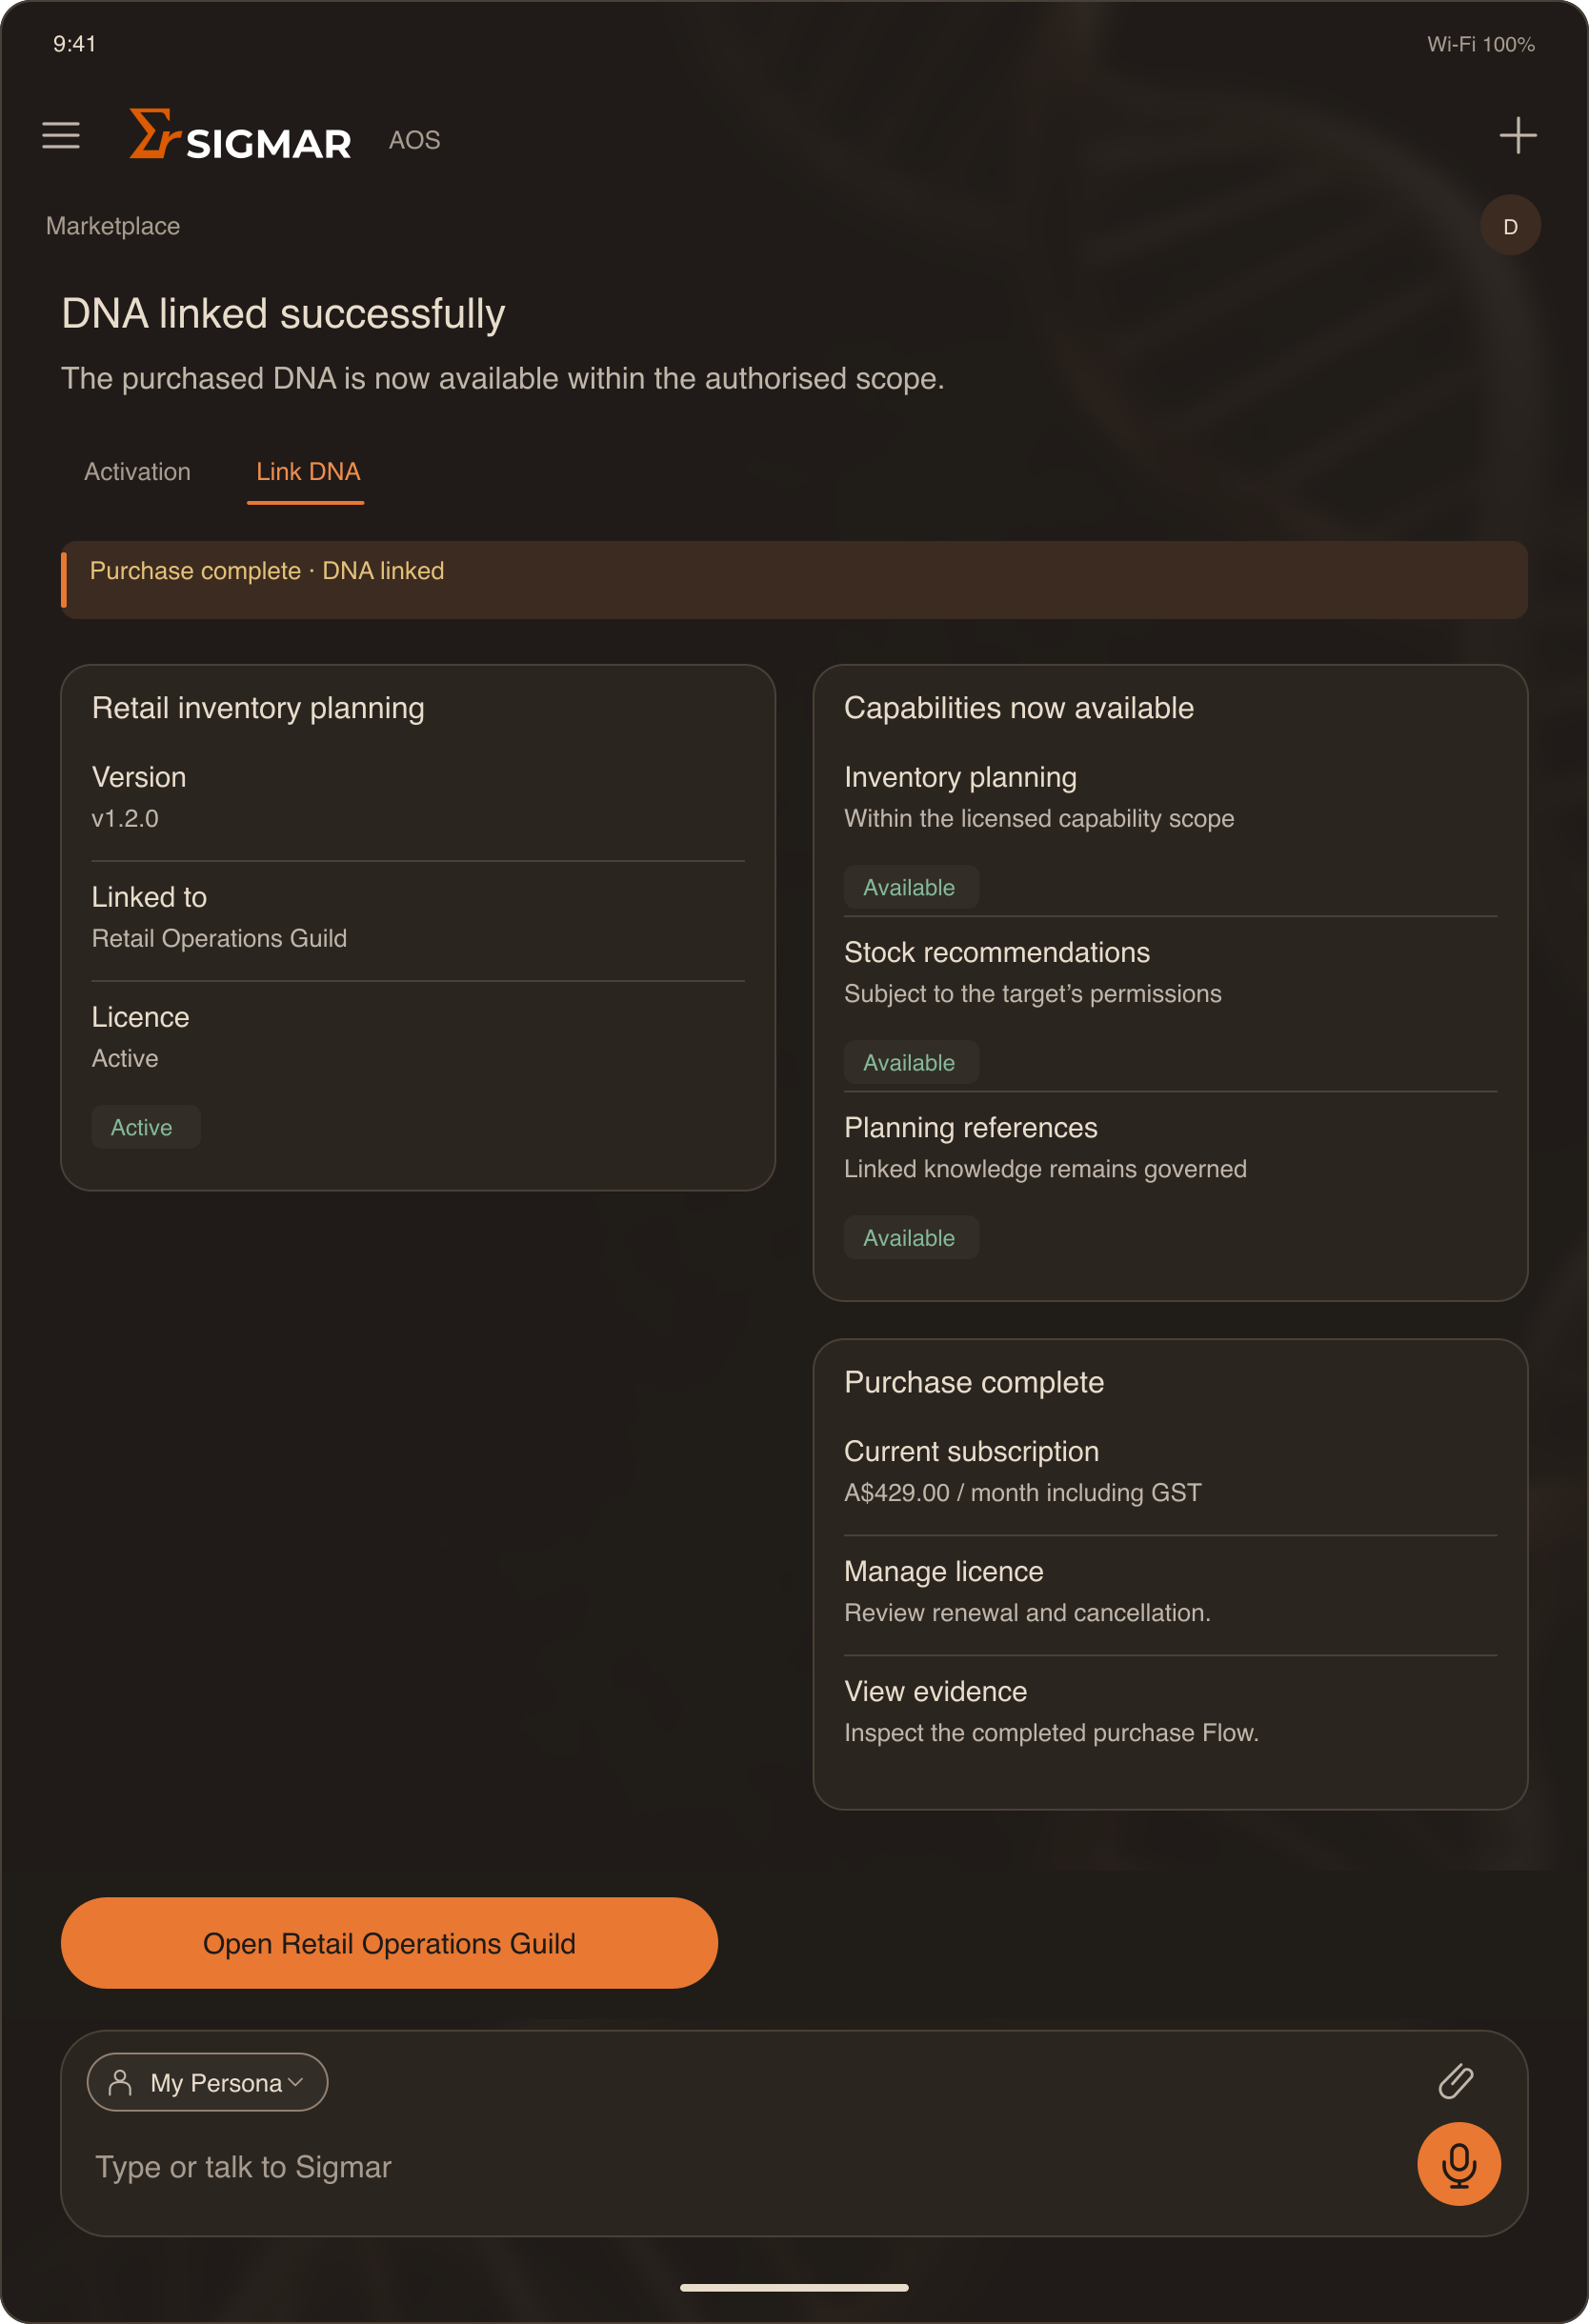 9:41
Wi-Fi 100%
Σr SIGMAR AOS
Marketplace
D
DNA linked successfully
The purchased DNA is now available within the authorised scope.
Activation
Link DNA
Purchase complete · DNA linked
Retail inventory planning
Version
v1.2.0
Linked to
Retail Operations Guild
Licence
Active
Active
Capabilities now available
Inventory planning
Within the licensed capability scope
Available
Stock recommendations
Subject to the target’s permissions
Available
Planning references
Linked knowledge remains governed
Available
Purchase complete
Current subscription
A$429.00 / month including GST
Manage licence
Review renewal and cancellation.
View evidence
Inspect the completed purchase Flow.
Open Retail Operations Guild
My Persona
Type or talk to Sigmar